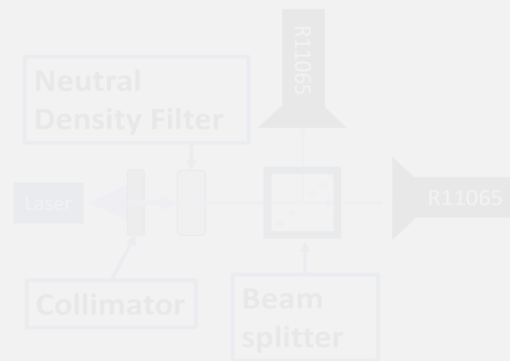 R11065
Neutral
Density Filter
Laser
R11065
Collimator
Beam
splitter